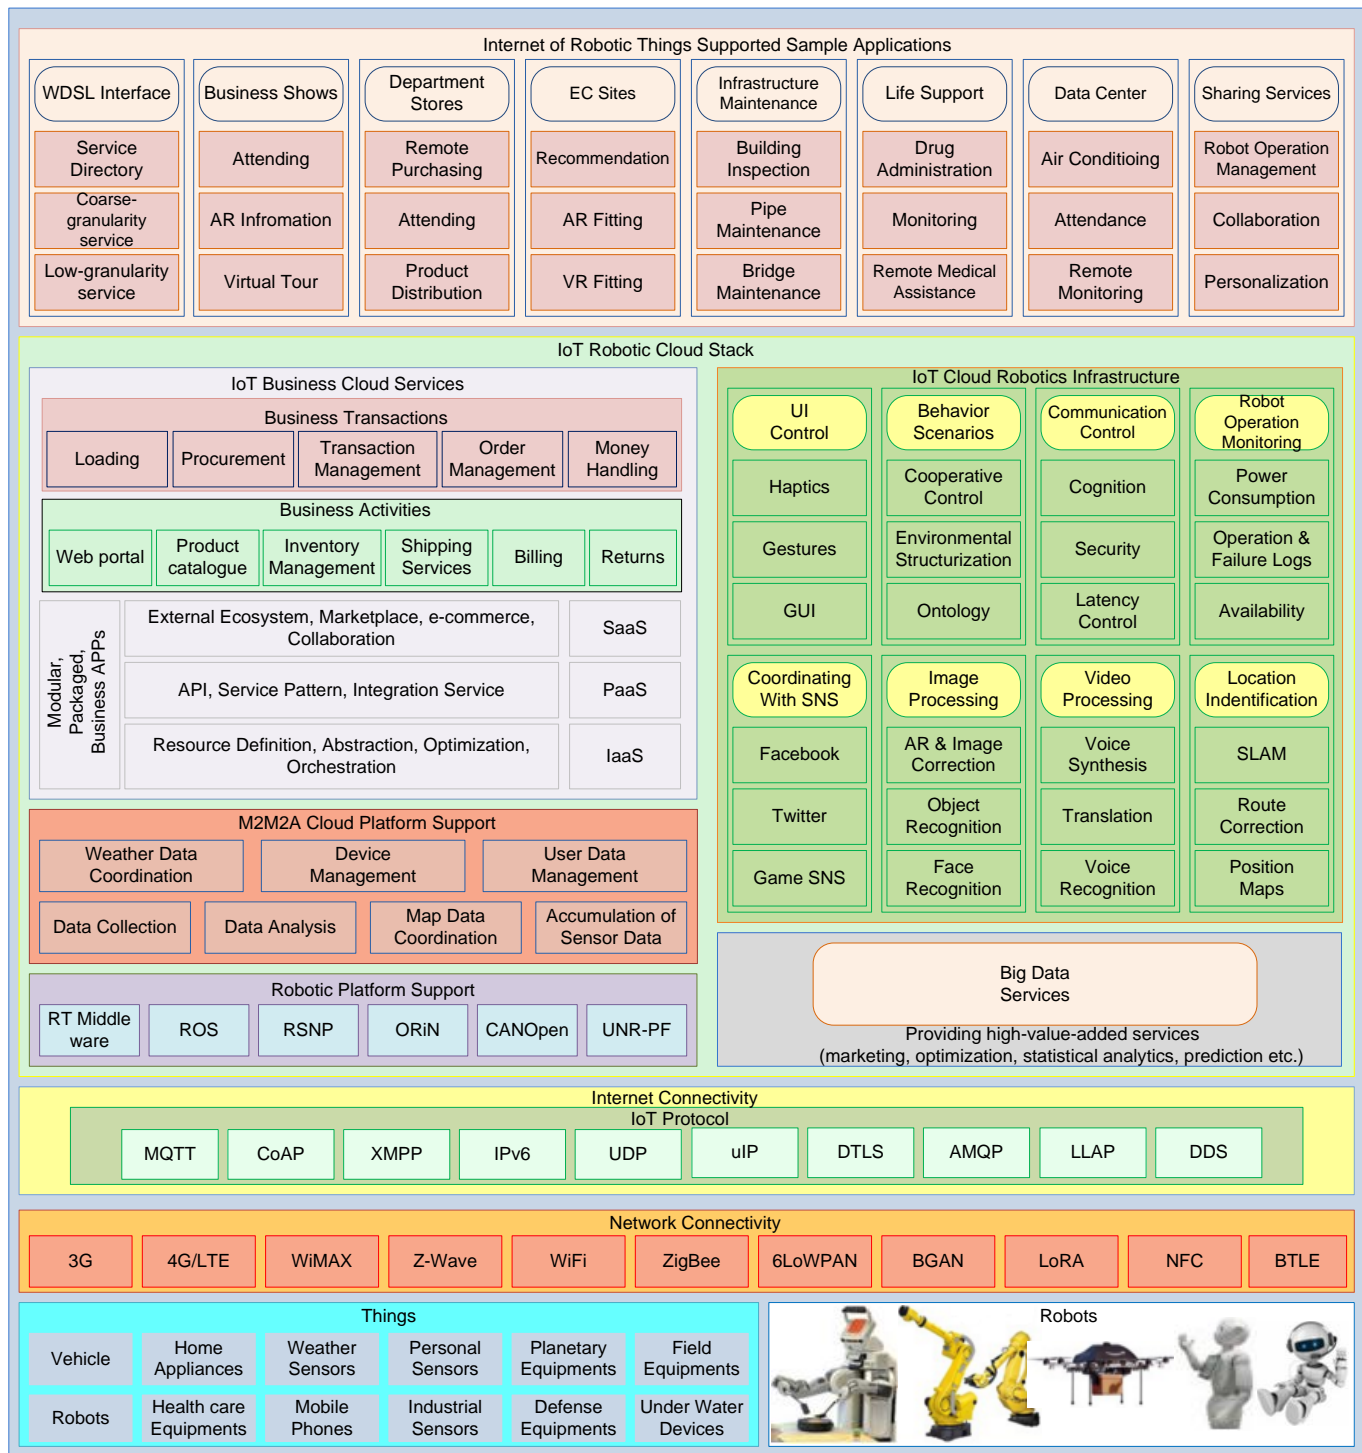 Internet of Robotic Things Supported Sample Applications
WDSL Interface
Service
Directory
Coarse-
granularity
service
Low-granularity
service
Business Shows
Attending
AR Infromation
Virtual Tour
Department
Stores
Remote
Purchasing
Attending
Product
Distribution
EC Sites
Recommendation
AR Fitting
VR Fitting
Infrastructure
Maintenance
Building
Inspection
Pipe
Maintenance
Bridge
Maintenance
Life Support
Drug
Administration
Monitoring
Remote Medical
Assistance
Data Center
Air Conditioing
Attendance
Remote
Monitoring
Sharing Services
Robot Operation
Management
Collaboration
Personalization
IoT Robotic Cloud Stack
IoT Business Cloud Services
Business Transactions
Loading
Procurement
Transaction
Management
Order
Management
Money
Handling
Business Activities
Web portal
Product
catalogue
Inventory
Management
Shipping
Services
Billing
Returns
Modular,
Packaged,
Business APPs
External Ecosystem, Marketplace, e-commerce,
Collaboration
SaaS
API, Service Pattern, Integration Service
PaaS
Resource Definition, Abstraction, Optimization,
Orchestration
IaaS
M2M2A Cloud Platform Support
Weather Data
Coordination
Device
Management
User Data
Management
Data Collection
Data Analysis
Map Data
Coordination
Accumulation of
Sensor Data
Robotic Platform Support
RT Middle
ware
ROS
RSNP
ORiN
CANOpen
UNR-PF
IoT Cloud Robotics Infrastructure
UI
Control
Haptics
Gestures
GUI
Behavior
Scenarios
Cooperative
Control
Environmental
Structurization
Ontology
Communication
Control
Cognition
Security
Latency
Control
Robot
Operation
Monitoring
Power
Consumption
Operation &
Failure Logs
Availability
Coordinating
With SNS
Facebook
Twitter
Game SNS
Image
Processing
AR & Image
Correction
Object
Recognition
Face
Recognition
Video
Processing
Voice
Synthesis
Translation
Voice
Recognition
Location
Indentification
SLAM
Route
Correction
Position
Maps
Big Data
Services
Providing high-value-added services
(marketing, optimization, statistical analytics, prediction etc.)
Internet Connectivity
IoT Protocol
MQTT
CoAP
XMPP
IPv6
UDP
uIP
DTLS
AMQP
LLAP
DDS
Network Connectivity
3G
4G/LTE
WiMAX
Z-Wave
WiFi
ZigBee
6LoWPAN
BGAN
LoRA
NFC
BTLE
Things
Vehicle
Home
Appliances
Weather
Sensors
Personal
Sensors
Planetary
Equipments
Field
Equipments
Robots
Health care
Equipments
Mobile
Phones
Industrial
Sensors
Defense
Equipments
Under Water
Devices
Robots